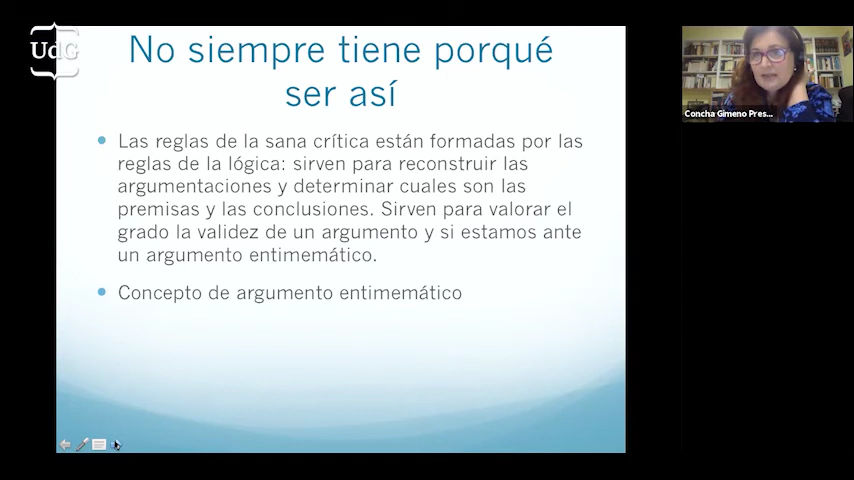 UdG
No siempre tiene porqué
ser así
Las reglas de la sana crítica están formadas por las
reglas de la lógica: sirven para reconstruir las
argumentaciones y determinar cuales son las
premisas y las conclusiones. Sirven para valorar el
grado la validez de un argumento y si estamos ante
un argumento entimemático.
Concepto de argumento entimemático
Concha Gimeno Pres...